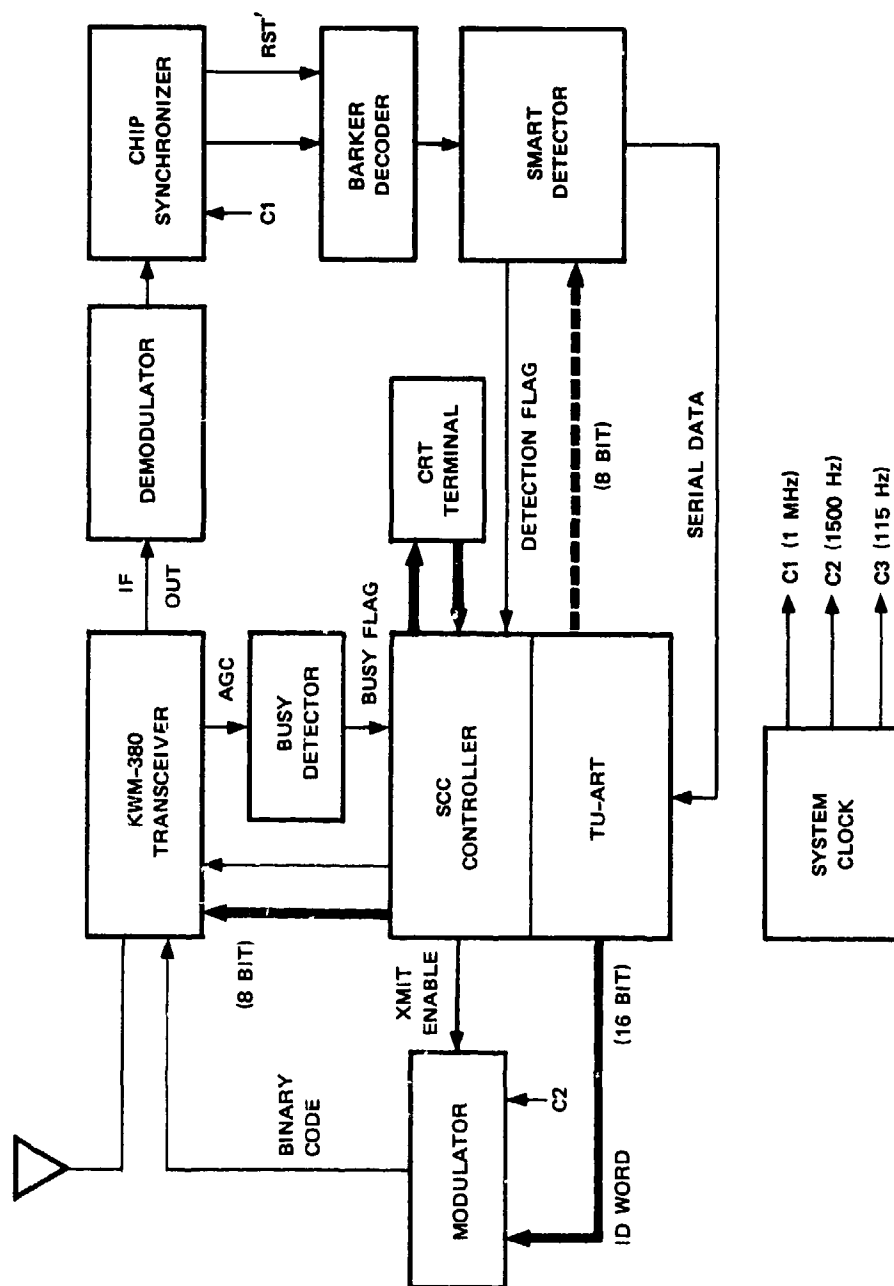 KWM-380
TRANSCEIVER
IF
OUT
DEMODULATOR
CHIP
SYNCHRONIZER
C1
RST'
BARKER
DECODER
SMART
DETECTOR
AGC
BUSY
DETECTOR
BUSY FLAG
CRT
TERMINAL
DETECTION FLAG
(8 BIT)
SERIAL DATA
(8 BIT)
SCC
CONTROLLER
TU-ART
XMIT
ENABLE
BINARY
CODE
MODULATOR
C2
ID WORD
(16 BIT)
SYSTEM
CLOCK
C1 (1 MHz)
C2 (1500 Hz)
C3 (115 Hz)